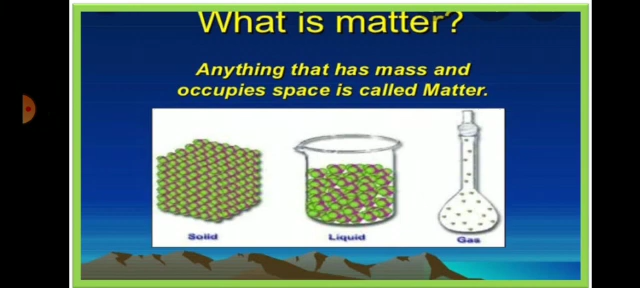 What is matter?
Anything that has mass and
occupies space is called Matter.
Solid
Liquid
Gas